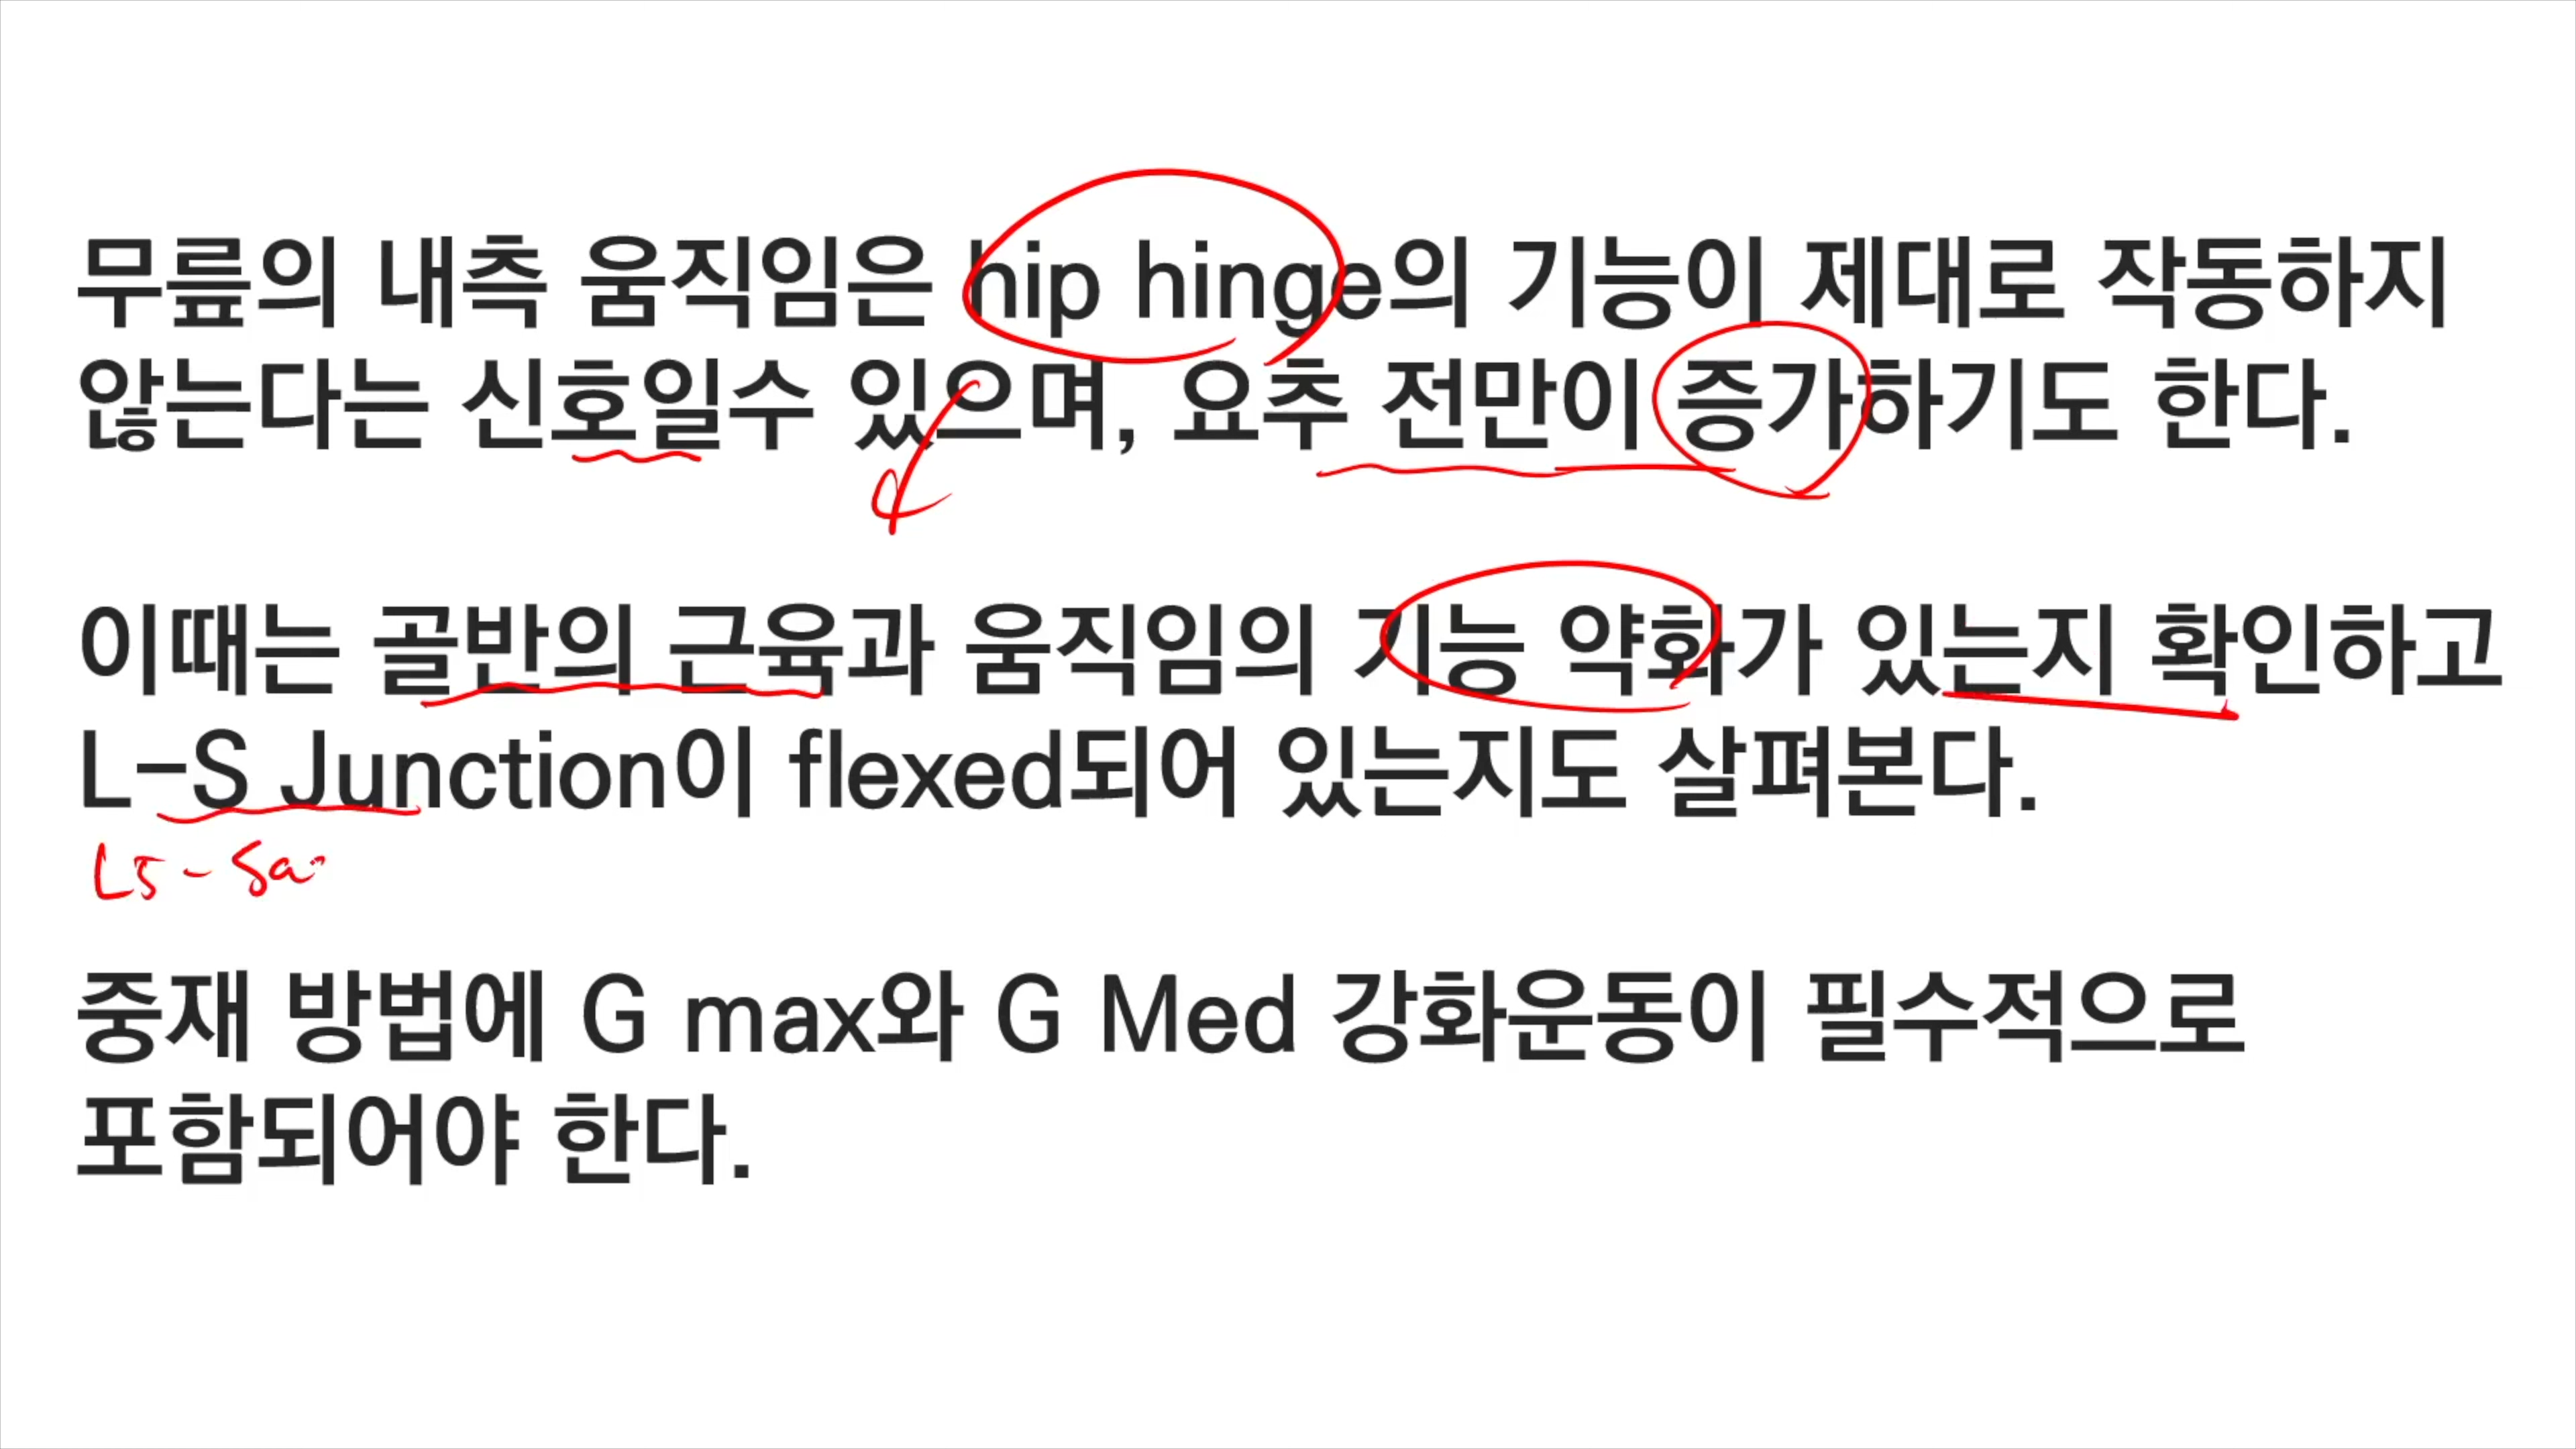 무릎의 내측 움직임은 hip hinge의 기능이 제대로 작동하지
않는다는 신호일수 있으며, 요추 전만이 증가하기도 한다.
이때는 골반의 근육과 움직임의 기능 약화가 있는지 확인하고
L-S Junction이 flexed되어 있는지도 살펴본다.
L5 - Sa
중재 방법에 G max와 G Med 강화운동이 필수적으로
포함되어야 한다.